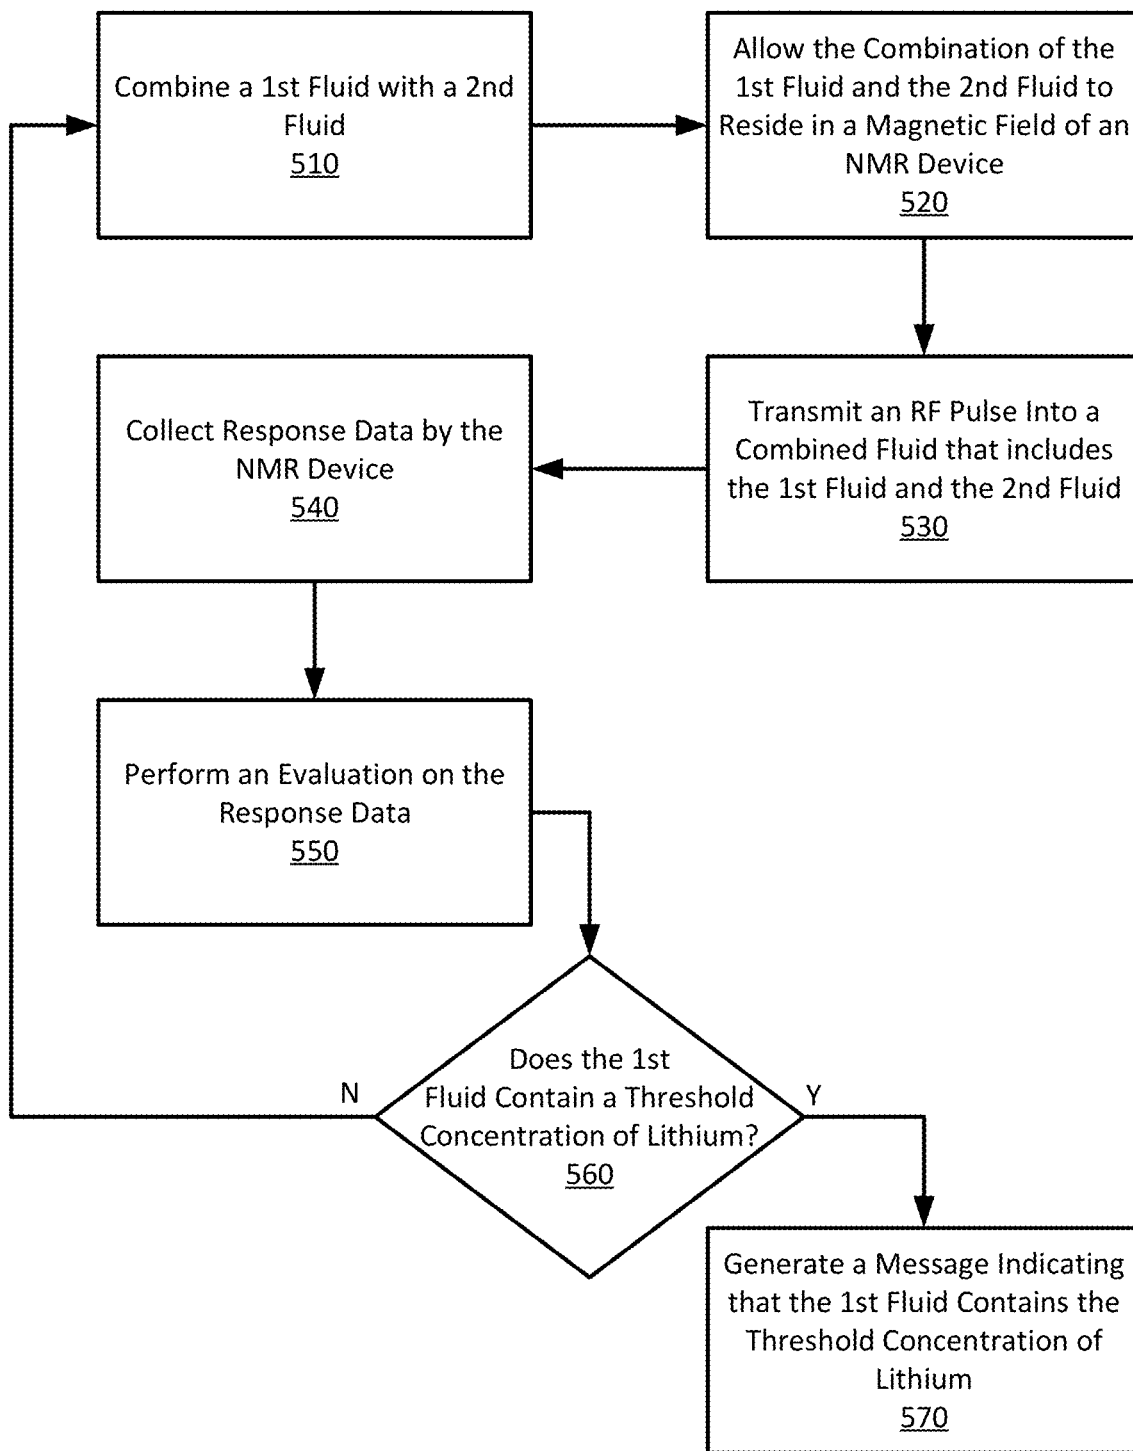 Combine a 1st Fluid with a 2nd
Fluid
510
Allow the Combination of the
1st Fluid and the 2nd Fluid to
Reside in a Magnetic Field of an
NMR Device
520
Transmit an RF Pulse Into a
Combined Fluid that includes
the 1st Fluid and the 2nd Fluid
530
Collect Response Data by the
NMR Device
540
Perform an Evaluation on the
Response Data
550
Does the 1st
Fluid Contain a Threshold
Concentration of Lithium?
560
N
Y
Generate a Message Indicating
that the 1st Fluid Contains the
Threshold Concentration of
Lithium
570